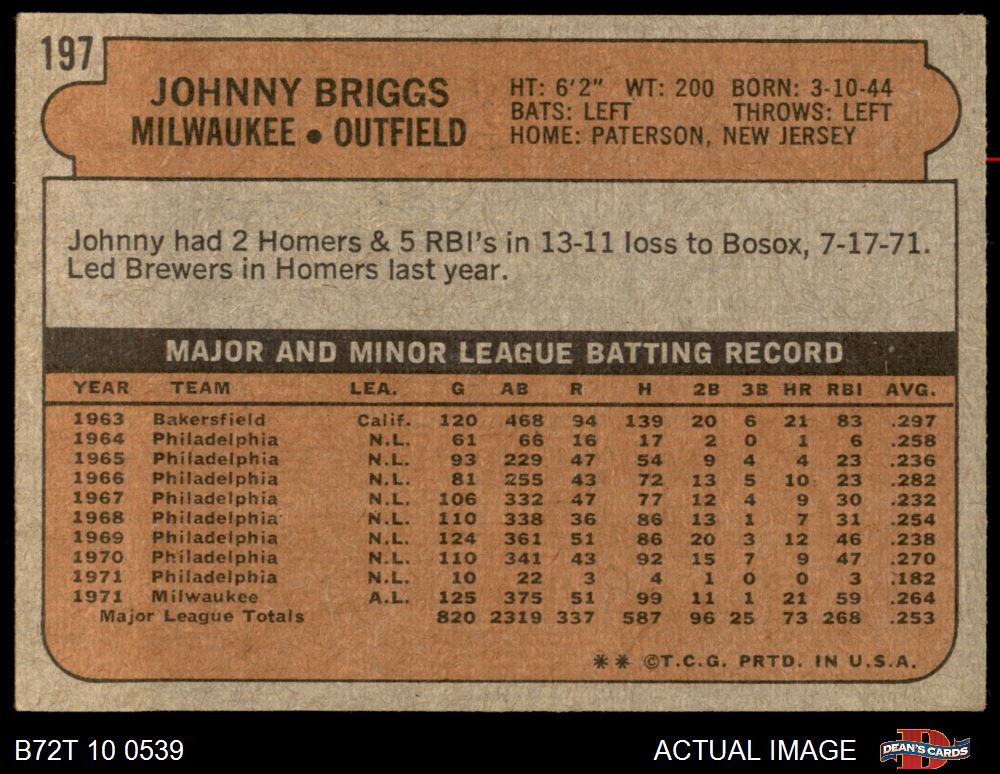 197
JOHNNY BRIGGS
MILWAUKEE • OUTFIELD
HT: 6'2" WT: 200 BORN: 3-10-44
BATS: LEFT THROWS: LEFT
HOME: PATERSON, NEW JERSEY
Johnny had 2 Homers & 5 RBI's in 13-11 loss to Bosox, 7-17-71.
Led Brewers in Homers last year.
MAJOR AND MINOR LEAGUE BATTING RECORD
YEAR TEAM LEA. G AB R H 2B 3B HR RBI AVG.
1963 Bakersfield Calif. 120 468 94 139 20 6 21 83 .297
1964 Philadelphia N.L. 61 66 16 17 2 0 1 6 .258
1965 Philadelphia N.L. 93 229 47 54 9 4 4 23 .236
1966 Philadelphia N.L. 81 255 43 72 13 5 10 23 .282
1967 Philadelphia N.L. 106 332 47 77 12 4 9 30 .232
1968 Philadelphia N.L. 110 338 36 86 13 1 7 31 .254
1969 Philadelphia N.L. 124 361 51 86 20 3 12 46 .238
1970 Philadelphia N.L. 110 341 43 92 15 7 9 47 .270
1971 Philadelphia N.L. 10 22 3 4 1 0 0 3 .182
1971 Milwaukee A.L. 125 375 51 99 11 1 21 59 .264
Major League Totals 820 2319 337 587 96 25 73 268 .253
** ©T.C.G. PRTD. IN U.S.A.
B72T 10 0539
ACTUAL IMAGE
DEAN'S CARDS